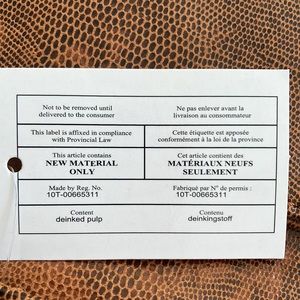 Not to be removed until
delivered to the consumer
Ne pas enlever avant la
livraison au consommateur
This label is affixed in compliance
with Provincial Law
Cette étiquette est apposée
conformément à la loi de la province
This article contains
NEW MATERIAL
ONLY
Cet article contient des
MATÉRIAUX NEUFS
SEULEMENT
Made by Reg. No.
10T-00665311
Fabriqué par N° de permis :
10T-00665311
Content
deinked pulp
Contenu
deinkingstoff